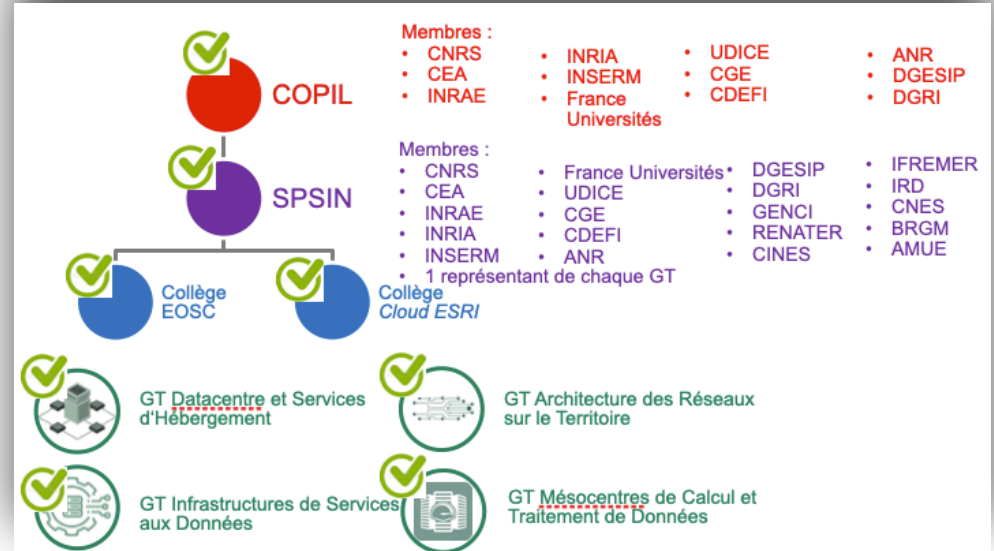 Membres :
• CNRS
• CEA
• INRAE
• INRIA
• INSERM
• France
Universités
• UDICE
• CGE
• CDEFI
• ANR
• DGESIP
• DGRI
COPIL
Membres :
• CNRS
• CEA
• INRAE
• INRIA
• INSERM
• 1 représentant de chaque GT
• France Universités
• UDICE
• CGE
• CDEFI
• ANR
• DGESIP
• DGRI
• GENCI
• RENATER
• CINES
• IFREMER
• IRD
• CNES
• BRGM
• AMUE
SPSIN
Collège
EOSC
Collège
Cloud ESRI
GT Datacentre et Services
d'Hébergement
GT Architecture des Réseaux
sur le Territoire
GT Infrastructures de Services
aux Données
GT Mésocentres de Calcul et
Traitement de Données